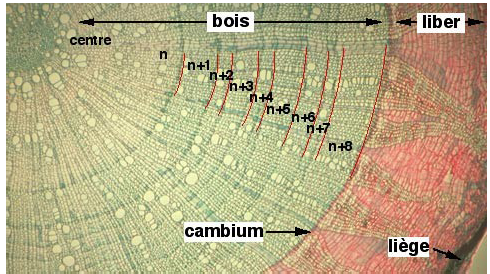 bois
liber
centre
n
n+1
n+2
n+3
n+4
n+5
n+6
n+7
n+8
cambium
liège